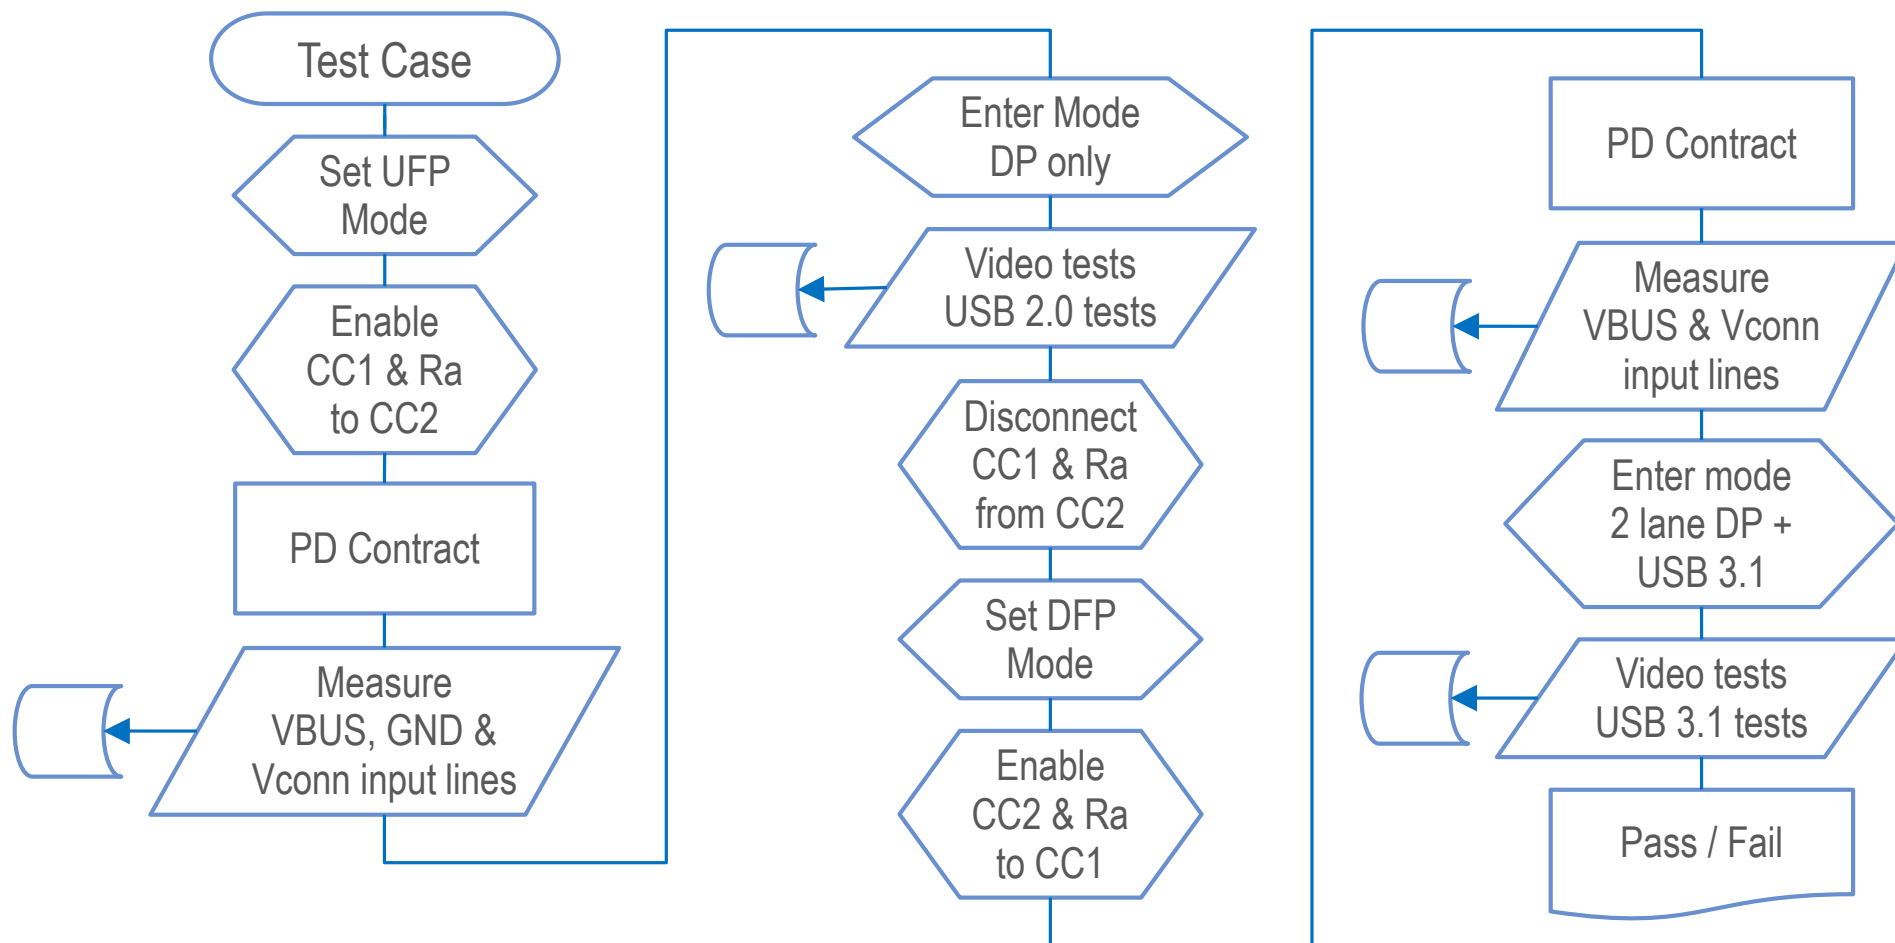 Test Case
Set UFP
Mode
Enable
CC1 & Ra
to CC2
PD Contract
Measure
VBUS, GND &
Vconn input lines
Enter Mode
DP only
Video tests
USB 2.0 tests
Disconnect
CC1 & Ra
from CC2
Set DFP
Mode
Enable
CC2 & Ra
to CC1
PD Contract
Measure
VBUS & Vconn
input lines
Enter mode
2 lane DP +
USB 3.1
Video tests
USB 3.1 tests
Pass / Fail